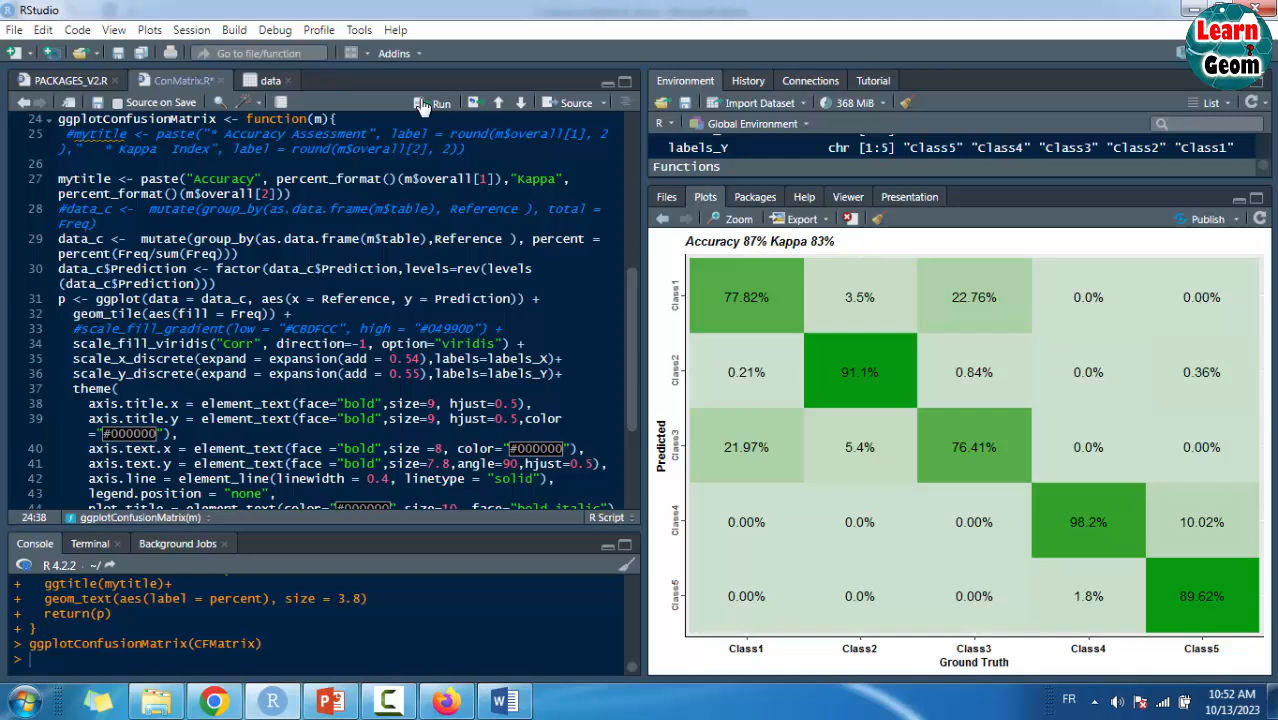 RStudio
File Edit Code View Plots Session Build Debug Profile Tools Help
Go to file/function Addins
Learn
Geom
PACKAGES_V2.R ConMatrix.R* data
Source on Save Run Source
24 ggplotConfusionMatrix <- function(m){
25 #mytitle <- paste("* Accuracy Assessment", label = round(m$overall[1], 2
),"   * Kappa  Index", label = round(m$overall[2], 2))
26
27 mytitle <- paste("Accuracy", percent_format()(m$overall[1]),"Kappa",
percent_format()(m$overall[2]))
28 #data_c <-  mutate(group_by(as.data.frame(m$table), Reference ), total =
Freq)
29 data_c <-  mutate(group_by(as.data.frame(m$table),Reference ), percent =
percent(Freq/sum(Freq)))
30 data_c$Prediction <- factor(data_c$Prediction,levels=rev(levels
(data_c$Prediction)))
31 p <- ggplot(data = data_c, aes(x = Reference, y = Prediction)) +
32 geom_tile(aes(fill = Freq)) +
33 #scale_fill_gradient(low = "#CBDFCC", high = "#04990D") +
34 scale_fill_viridis("Corr", direction=-1, option="viridis") +
35 scale_x_discrete(expand = expansion(add = 0.54),labels=labels_X)+
36 scale_y_discrete(expand = expansion(add = 0.55),labels=labels_Y)+
37 theme(
38 axis.title.x = element_text(face="bold",size=9, hjust=0.5),
39 axis.title.y = element_text(face="bold",size=9, hjust=0.5,color
="#000000"),
40 axis.text.x = element_text(face ="bold",size =8, color="#000000"),
41 axis.text.y = element_text(face="bold",size=7.8,angle=90,hjust=0.5),
42 axis.line = element_line(linewidth = 0.4, linetype = "solid"),
43 legend.position = "none",
44 plot.title = element_text(color="#000000",size=10, face="bold.italic")
24:38 ggplotConfusionMatrix(m) R Script
Console Terminal Background Jobs
R 4.2.2 · ~/
+ ggtitle(mytitle)+
+ geom_text(aes(label = percent), size = 3.8)
+ return(p)
+ }
> ggplotConfusionMatrix(CFMatrix)
>
Environment History Connections Tutorial
Import Dataset 368 MiB List
R Global Environment
labels_Y chr [1:5] "Class5" "Class4" "Class3" "Class2" "Class1"
Functions
Files Plots Packages Help Viewer Presentation
Zoom Export Publish
Accuracy 87% Kappa 83%
Class1 77.82% 3.5% 22.76% 0.0% 0.00%
Class2 0.21% 91.1% 0.84% 0.0% 0.36%
Predicted
Class3 21.97% 5.4% 76.41% 0.0% 0.00%
Class4 0.00% 0.0% 0.00% 98.2% 10.02%
Class5 0.00% 0.0% 0.00% 1.8% 89.62%
Class1 Class2 Class3 Class4 Class5
Ground Truth
FR
10:52 AM
10/13/2023